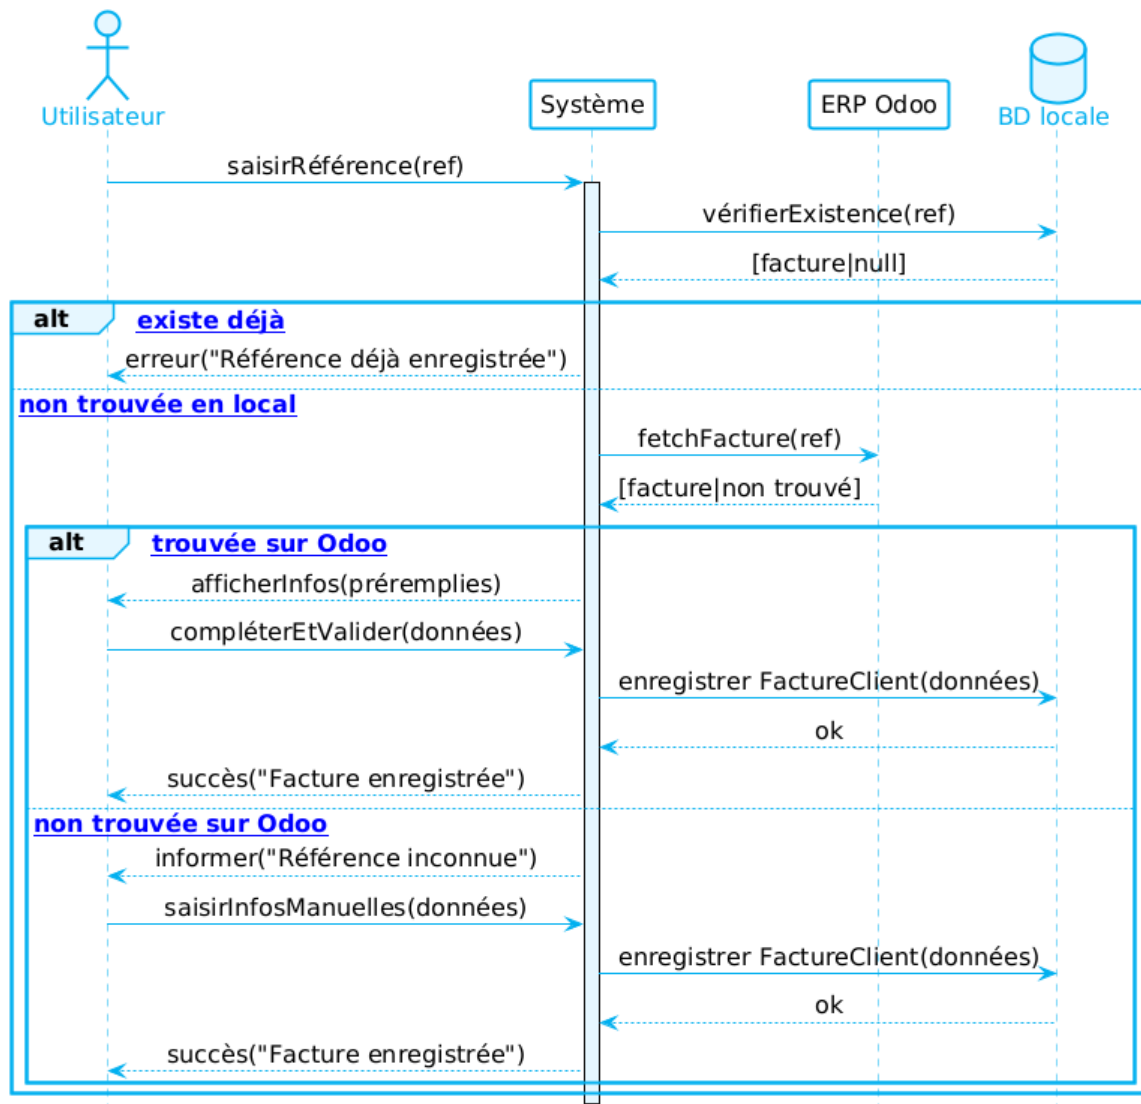 Utilisateur
Système
ERP Odoo
BD locale
saisirRéférence(ref)
vérifierExistence(ref)
[facture|null]
alt
existe déjà
erreur("Référence déjà enregistrée")
non trouvée en local
fetchFacture(ref)
[facture|non trouvé]
alt
trouvée sur Odoo
afficherInfos(préremplies)
compléterEtValider(données)
enregistrer FactureClient(données)
ok
succès("Facture enregistrée")
non trouvée sur Odoo
informer("Référence inconnue")
saisirInfosManuelles(données)
enregistrer FactureClient(données)
ok
succès("Facture enregistrée")